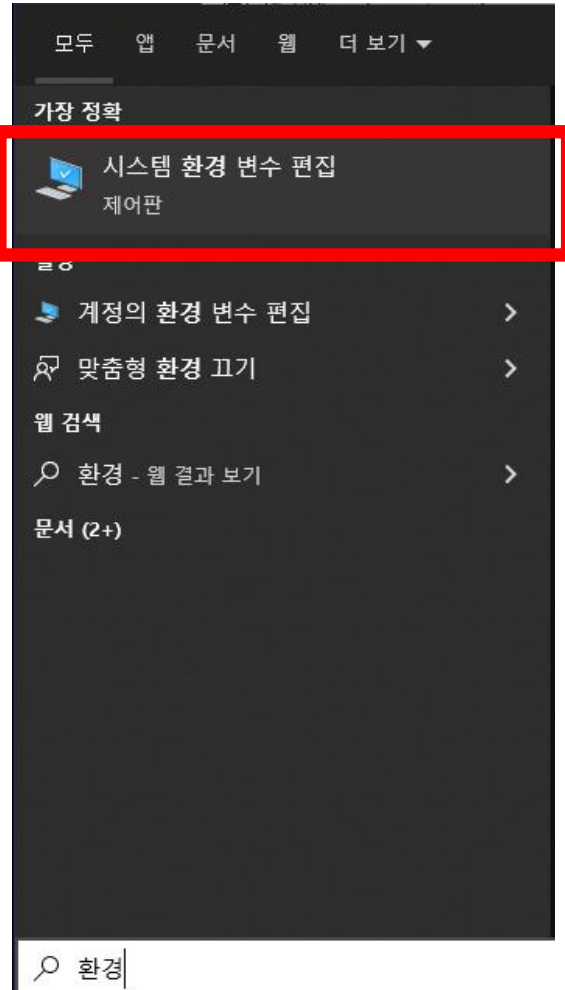 모두 앱 문서 웹 더 보기
가장 정확
시스템 환경 변수 편집
제어판
계정의 환경 변수 편집
맞춤형 환경 끄기
웹 검색
환경 - 웹 결과 보기
문서 (2+)
환경